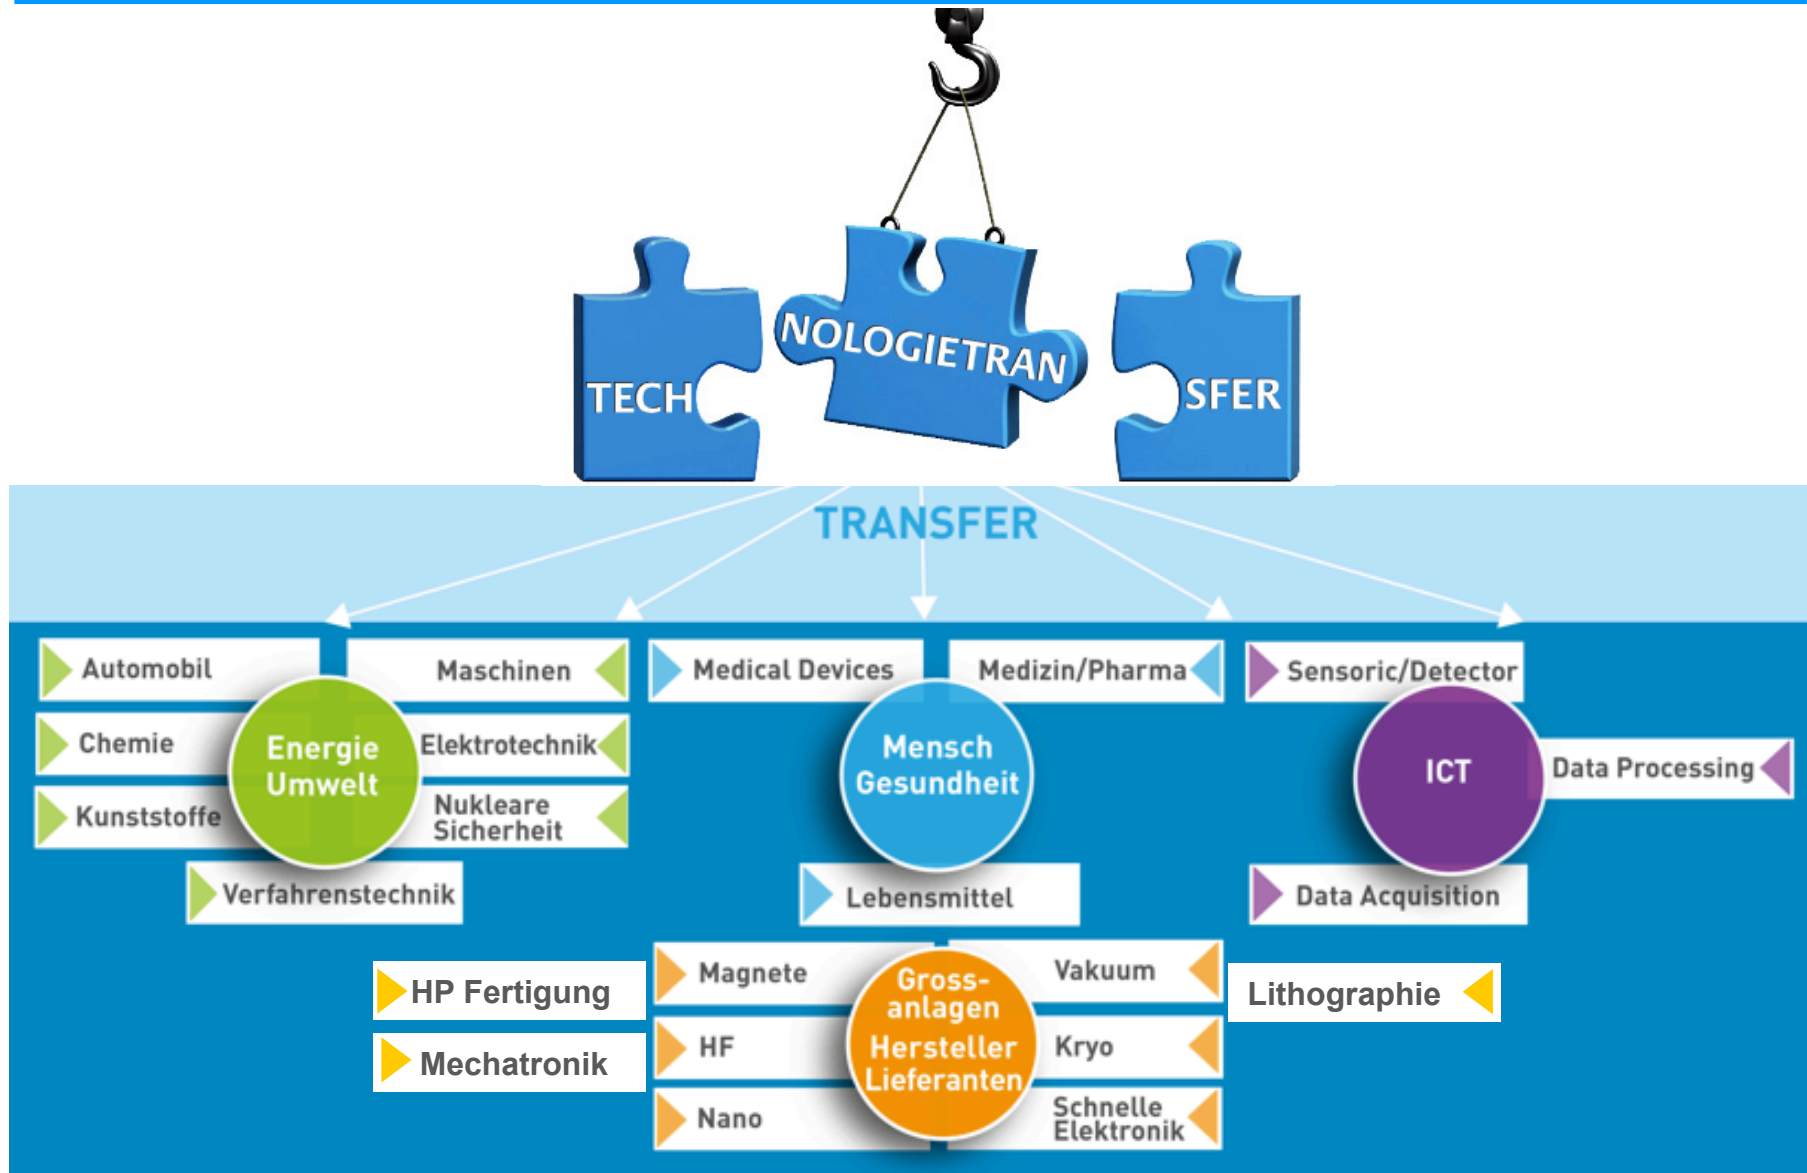 TECH
NOLOGIETRAN
SFER
TRANSFER
Automobil
Maschinen
Chemie
Elektrotechnik
Kunststoffe
Nukleare
Sicherheit
Verfahrenstechnik
Energie
Umwelt
Medical Devices
Medizin/Pharma
Mensch
Gesundheit
Lebensmittel
Sensoric/Detector
ICT
Data Processing
Data Acquisition
HP Fertigung
Mechatronik
Magnete
HF
Nano
Gross-
anlagen
Hersteller
Lieferanten
Vakuum
Kryo
Schnelle
Elektronik
Lithographie